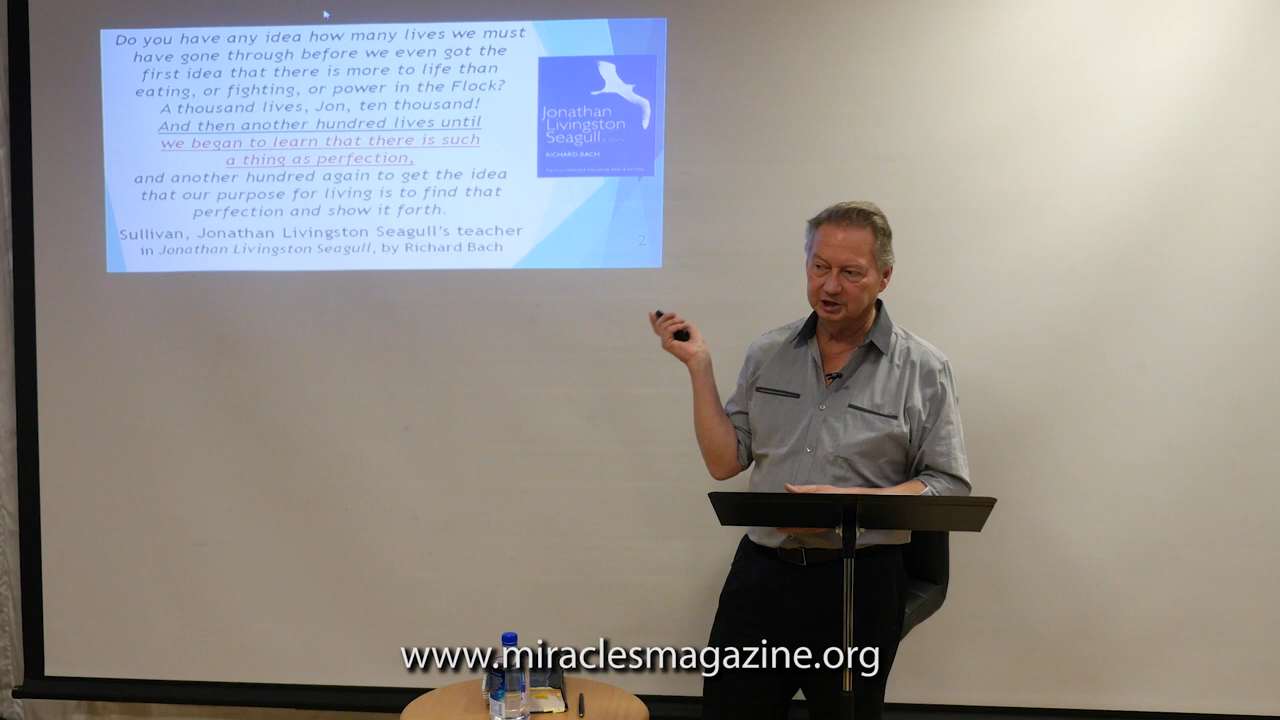 Do you have any idea how many lives we must
have gone through before we even got the
first idea that there is more to life than
eating, or fighting, or power in the Flock?
A thousand lives, Jon, ten thousand!
And then another hundred lives until
we began to learn that there is such
a thing as perfection,
and another hundred again to get the idea
that our purpose for living is to find that
perfection and show it forth.
Sullivan, Jonathan Livingston Seagull's teacher
in Jonathan Livingston Seagull, by Richard Bach
2
Jonathan
Livingston
Seagull
RICHARD BACH
www.miraclesmagazine.org